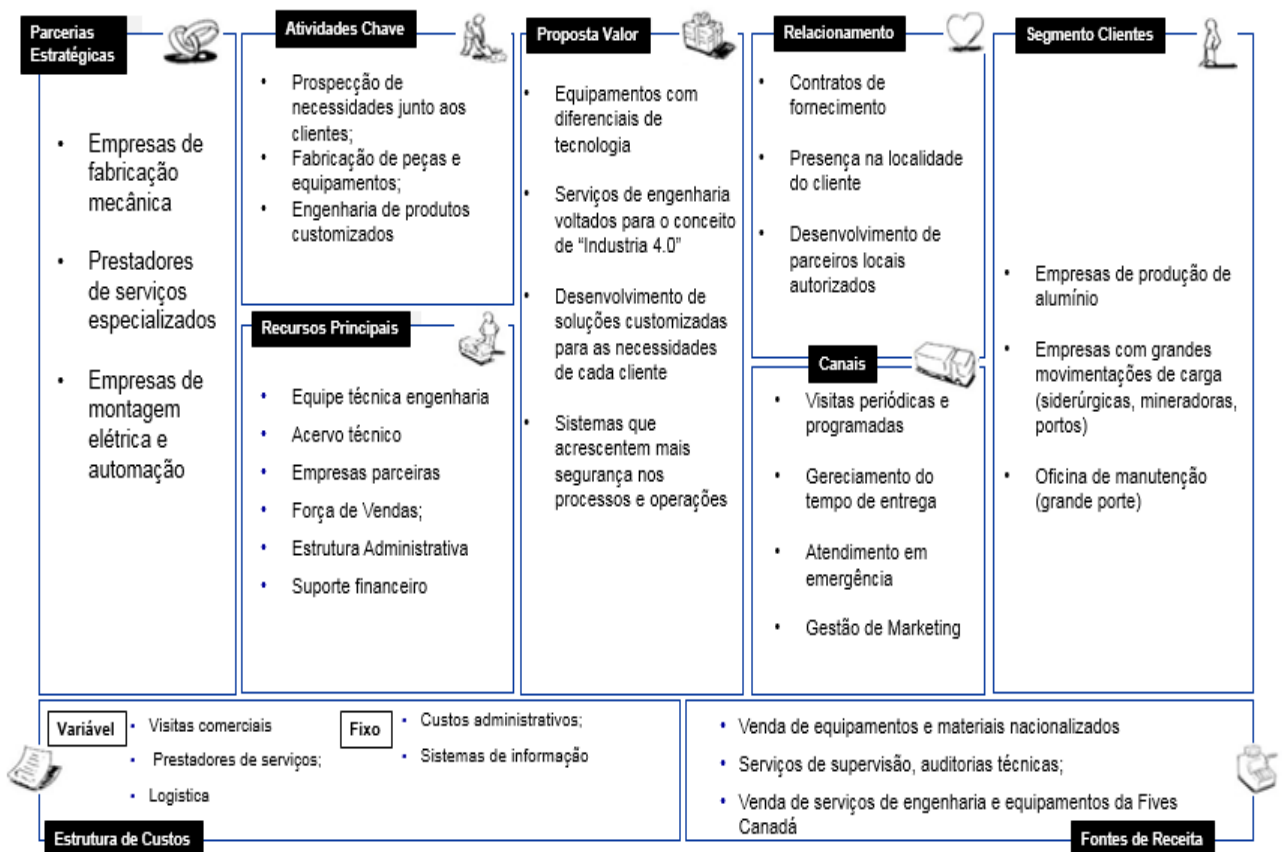 Parcerias
Estratégicas
• Empresas de
fabricação
mecânica
• Prestadores
de serviços
especializados
• Empresas de
montagem
elétrica e
automação
Atividades Chave
• Prospecção de
necessidades junto aos
clientes;
• Fabricação de peças e
equipamentos;
• Engenharia de produtos
customizados
Recursos Principais
• Equipe técnica engenharia
• Acervo técnico
• Empresas parceiras
• Força de Vendas;
• Estrutura Administrativa
• Suporte financeiro
Proposta Valor
• Equipamentos com
diferenciais de
tecnologia
• Serviços de engenharia
voltados para o conceito
de “Industria 4.0”
• Desenvolvimento de
soluções customizadas
para as necessidades
de cada cliente
• Sistemas que
acrescentem mais
segurança nos
processos e operações
Relacionamento
• Contratos de
fornecimento
• Presença na localidade
do cliente
• Desenvolvimento de
parceiros locais
autorizados
Canais
• Visitas periódicas e
programadas
• Gereciamento do
tempo de entrega
• Atendimento em
emergência
• Gestão de Marketing
Segmento Clientes
• Empresas de produção de
alumínio
• Empresas com grandes
movimentações de carga
(siderúrgicas, mineradoras,
portos)
• Oficina de manutenção
(grande porte)
Variável
• Visitas comerciais
• Prestadores de serviços;
• Logistica
Fixo
• Custos administrativos;
• Sistemas de informação
Estrutura de Custos
• Venda de equipamentos e materiais nacionalizados
• Serviços de supervisão, auditorias técnicas;
• Venda de serviços de engenharia e equipamentos da Fives
Canadá
Fontes de Receita